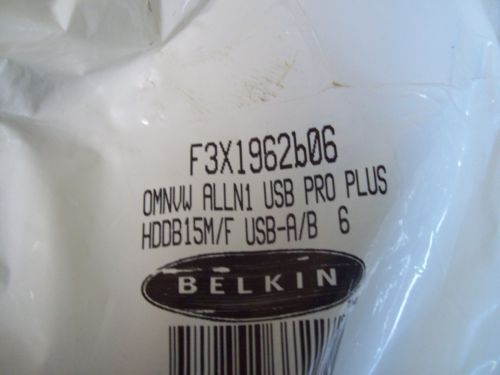 F3X1962b06
OMNVW ALLN1 USB PRO PLUS
HDDB15M/F USB-A/B 6
BELKIN